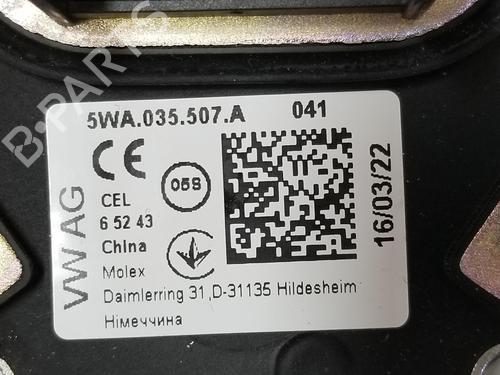 5WA.035.507.A 041
VW AG
CEL
6 52 43
China
Molex
Daimlerring 31 ,D-31135 Hildesheim
Німеччина
058
16/03/22
B-PARTS